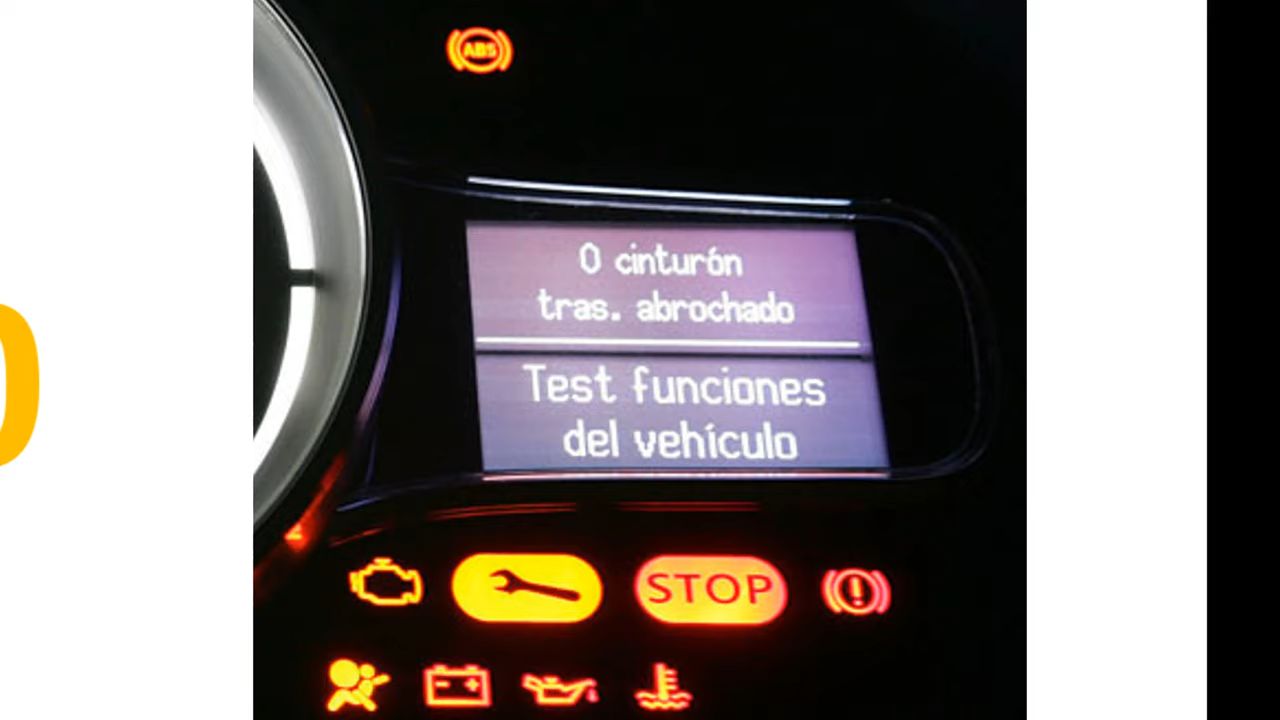 ABS
0 cinturón
tras. abrochado
Test funciones
del vehículo
STOP